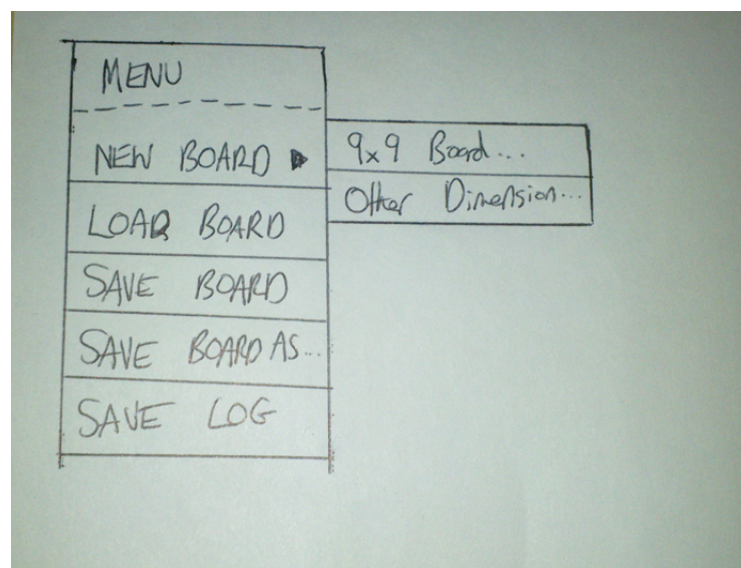 MENU
NEW BOARD ▶
9x9 Board...
Other Dimension...
LOAD BOARD
SAVE BOARD
SAVE BOARD AS...
SAVE LOG